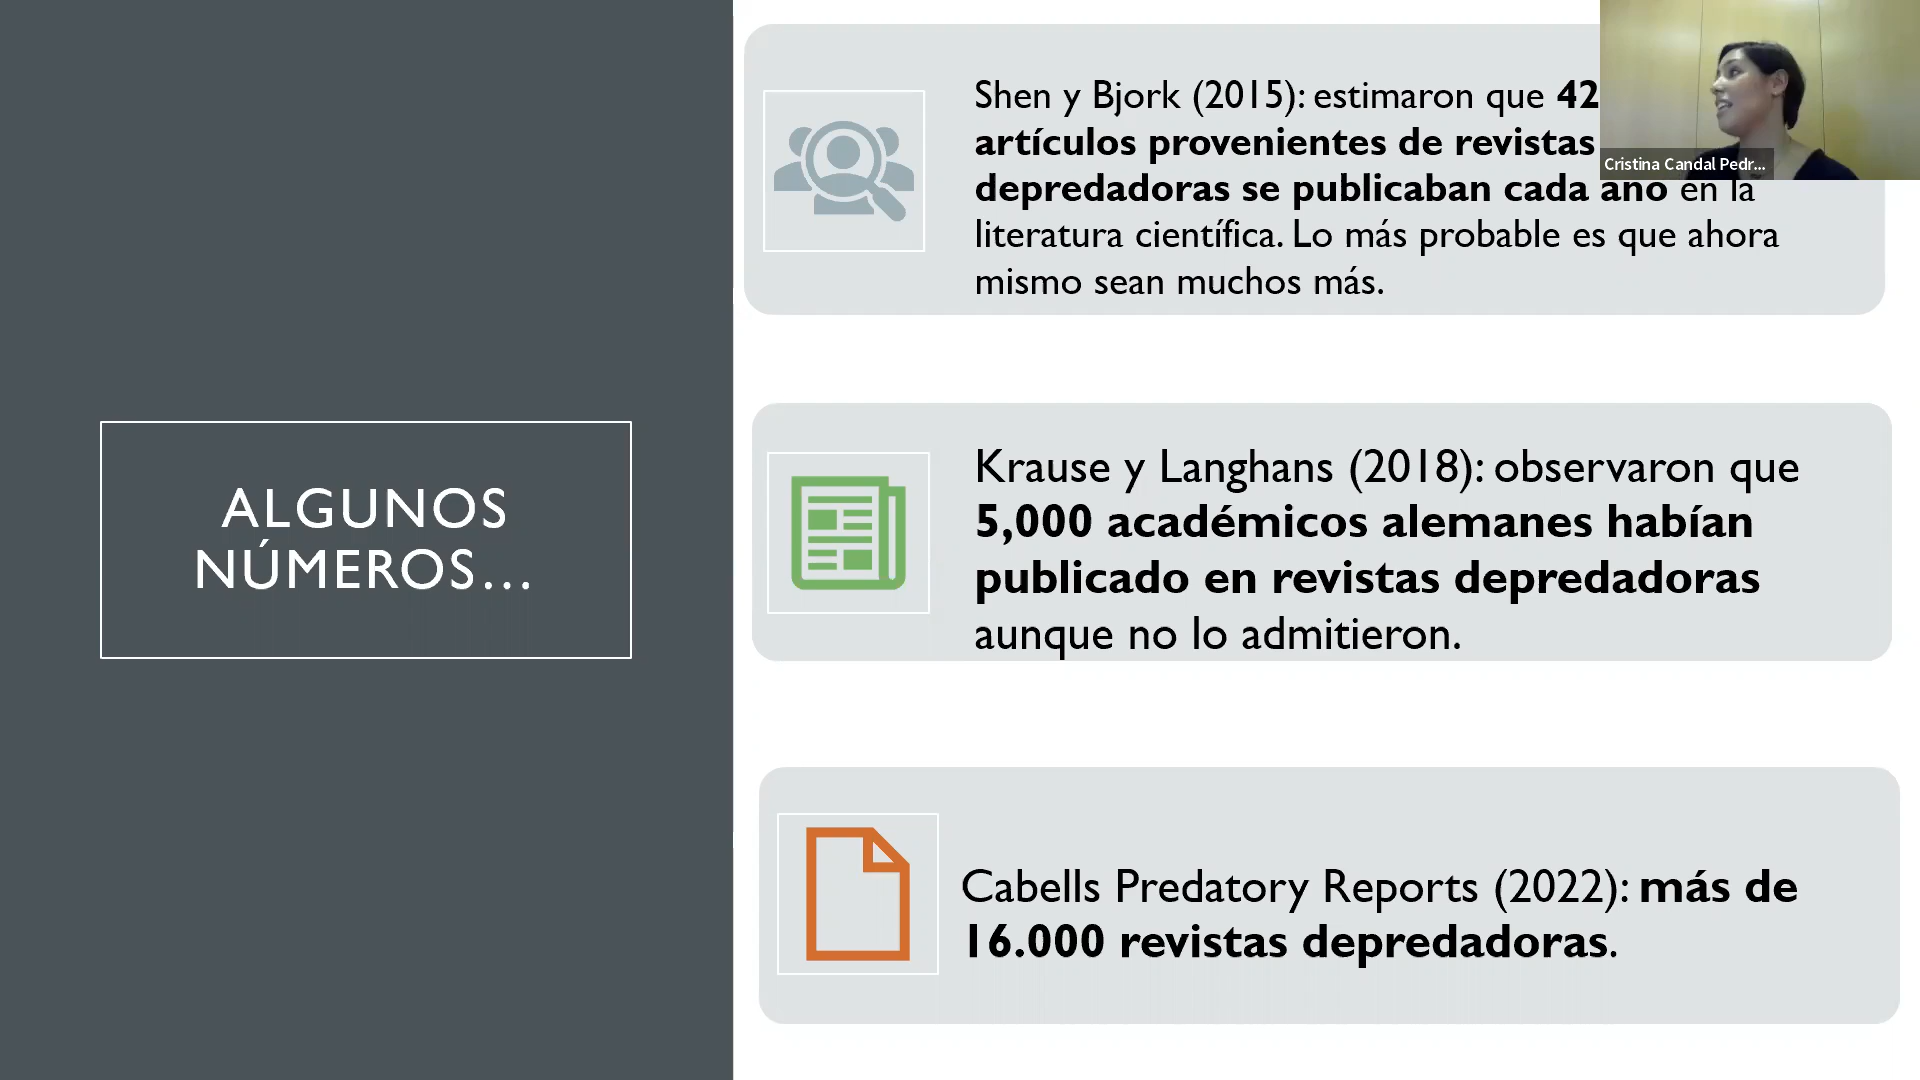 ALGUNOS
NÚMEROS...
Shen y Bjork (2015): estimaron que 42
artículos provenientes de revistas
depredadoras se publicaban cada año en la
literatura científica. Lo más probable es que ahora
mismo sean muchos más.
Krause y Langhans (2018): observaron que
5,000 académicos alemanes habían
publicado en revistas depredadoras
aunque no lo admitieron.
Cabells Predatory Reports (2022): más de
16.000 revistas depredadoras.
Cristina Candal Pedr...